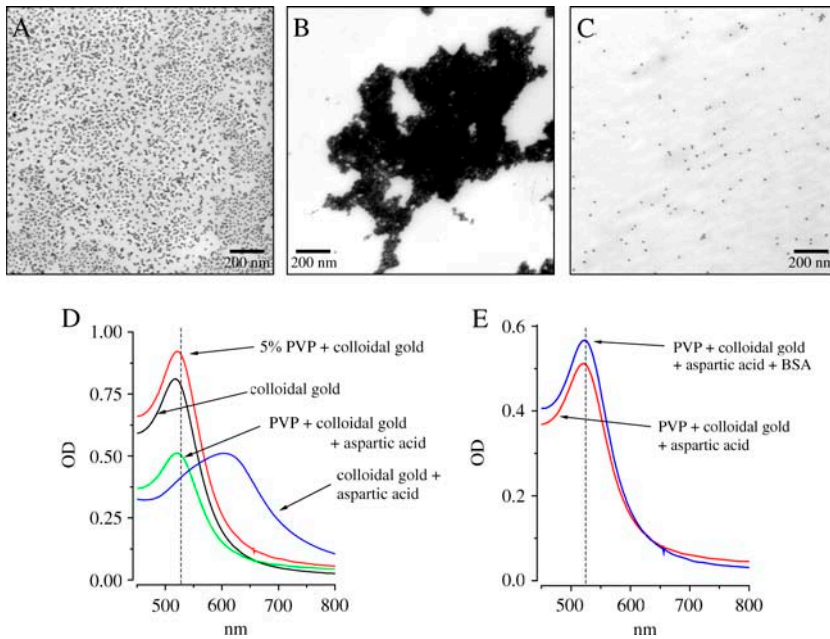 A
200 nm
B
200 nm
C
200 nm
D
1.00
0.75
0.50
0.25
0.00
OD
5% PVP + colloidal gold
colloidal gold
PVP + colloidal gold
+ aspartic acid
colloidal gold +
aspartic acid
500
600
700
800
nm
E
0.6
0.4
0.2
0.0
OD
PVP + colloidal gold
+ aspartic acid + BSA
PVP + colloidal gold
+ aspartic acid
500
600
700
800
nm